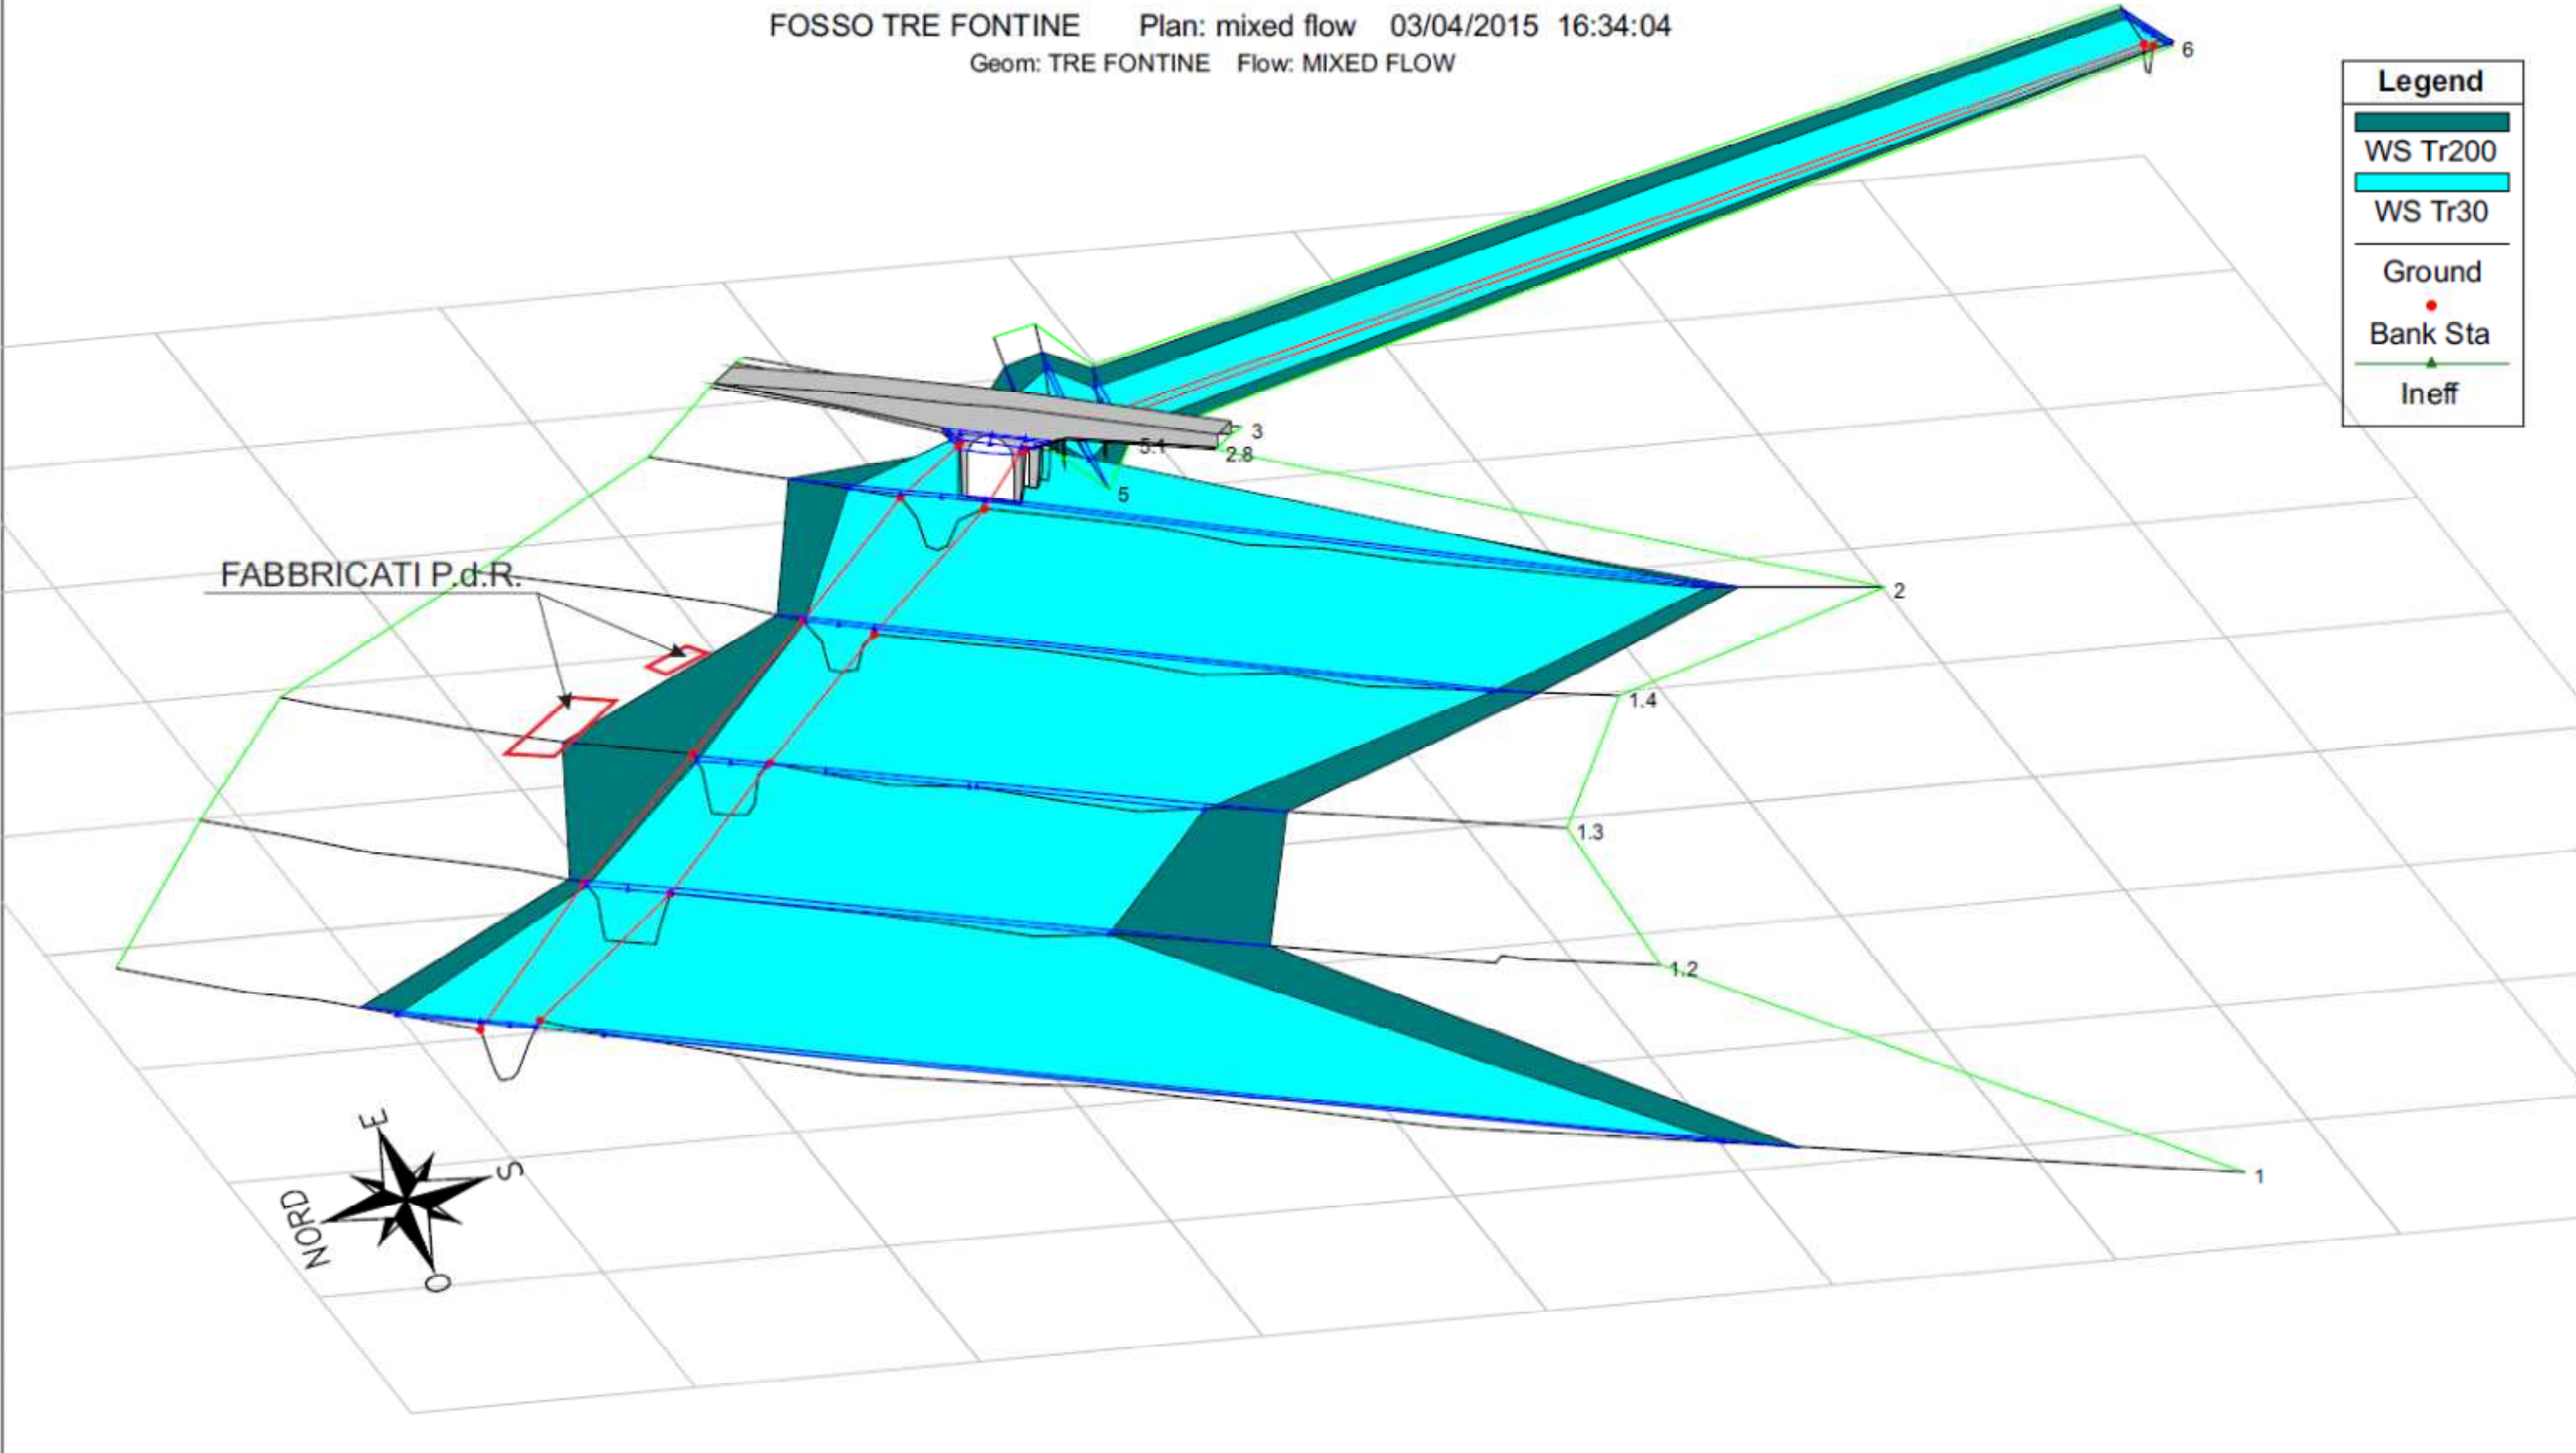 FOSSO TRE FONTINE Plan: mixed flow 03/04/2015 16:34:04
Geom: TRE FONTINE Flow: MIXED FLOW
6
Legend
WS Tr200
WS Tr30
Ground
Bank Sta
Ineff
3
5.1
2.8
5
FABBRICATI P.d.R.
2
1.4
1.3
1.2
1
E
S
NORD
O